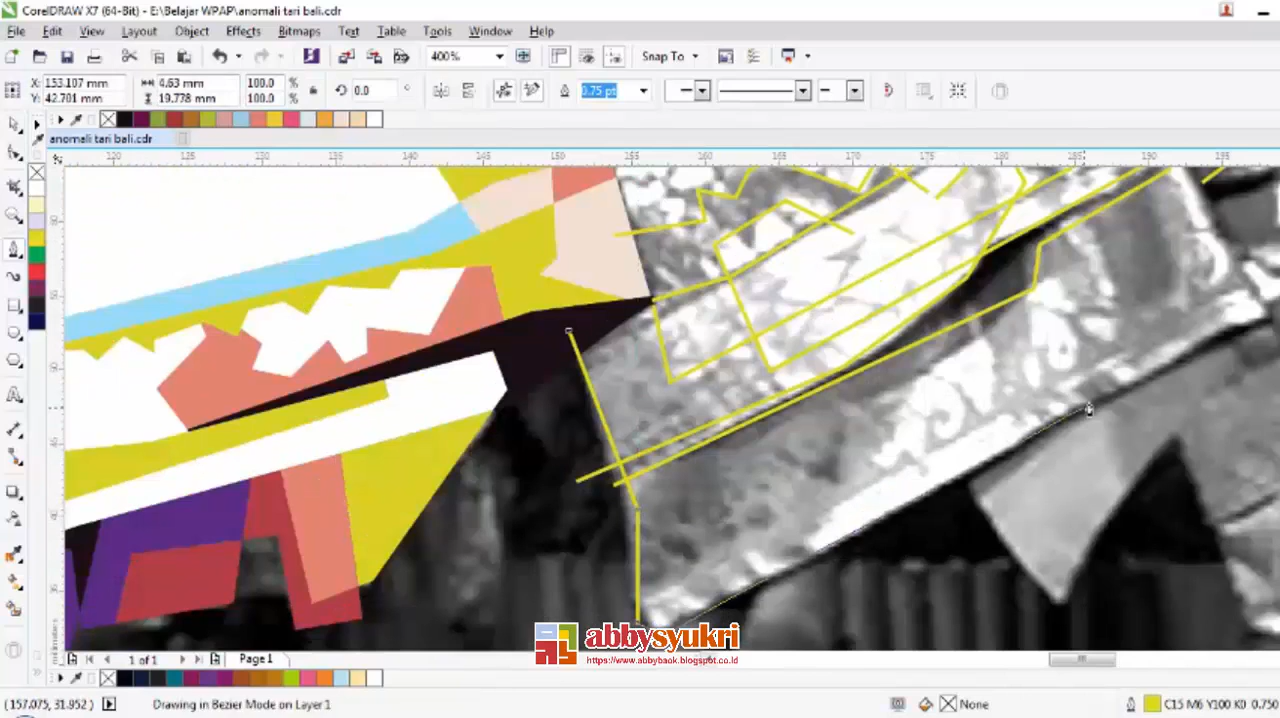 CorelDRAW X7 (64-Bit) - E:\Belajar WPAP\anomali tari bali.cdr
File Edit View Layout Object Effects Bitmaps Text Table Tools Window Help
400% Snap To
X: 153.107 mm 4.63 mm 100.0 % 0.0 ° 0.75 pt
Y: 42.701 mm 19.778 mm 100.0 %
anomali tari bali.cdr
120 125 130 135 140 145 150 155 160 165 170 175 180 185 190 195
abbysyukri
https://www.abbybaok.blogspot.co.id
1 of 1 Page1
(157.075, 31.952) Drawing in Bezier Mode on Layer 1 None C15 M6 Y100 K0 0.750